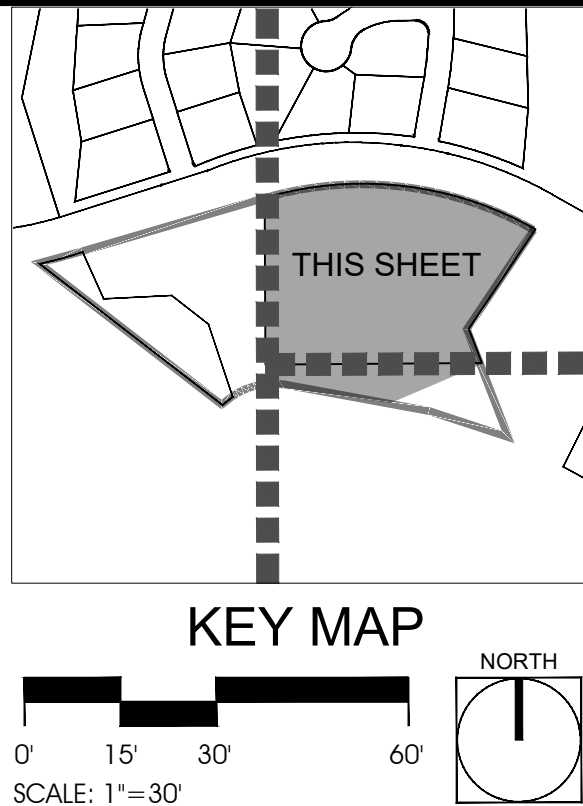 THIS SHEET
KEY MAP
NORTH
0' 15' 30' 60'
SCALE: 1"=30'